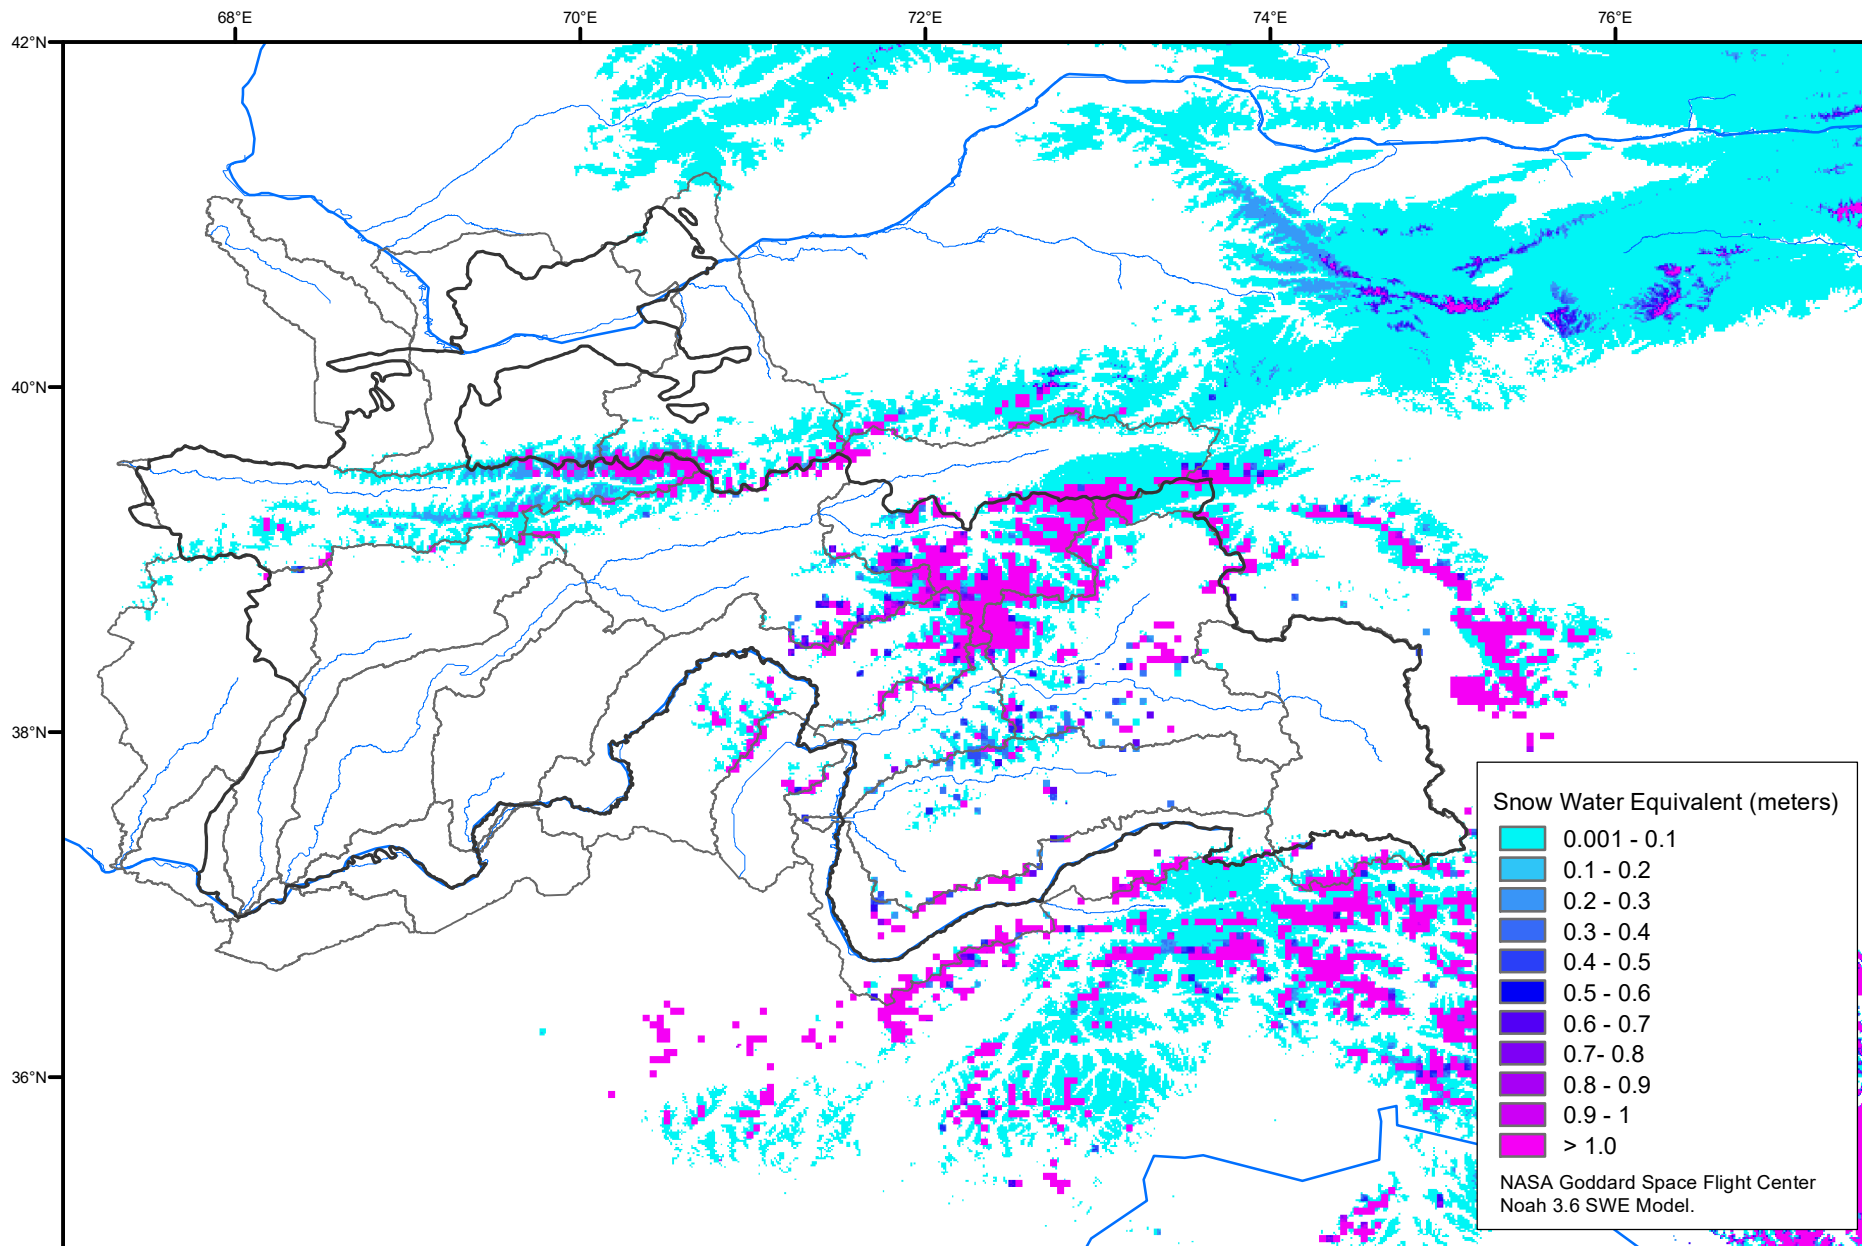 68°E
70°E
72°E
74°E
76°E
42°N
40°N
38°N
36°N
Snow Water Equivalent (meters)
0.001 - 0.1
0.1 - 0.2
0.2 - 0.3
0.3 - 0.4
0.4 - 0.5
0.5 - 0.6
0.6 - 0.7
0.7- 0.8
0.8 - 0.9
0.9 - 1
> 1.0
NASA Goddard Space Flight Center
Noah 3.6 SWE Model.